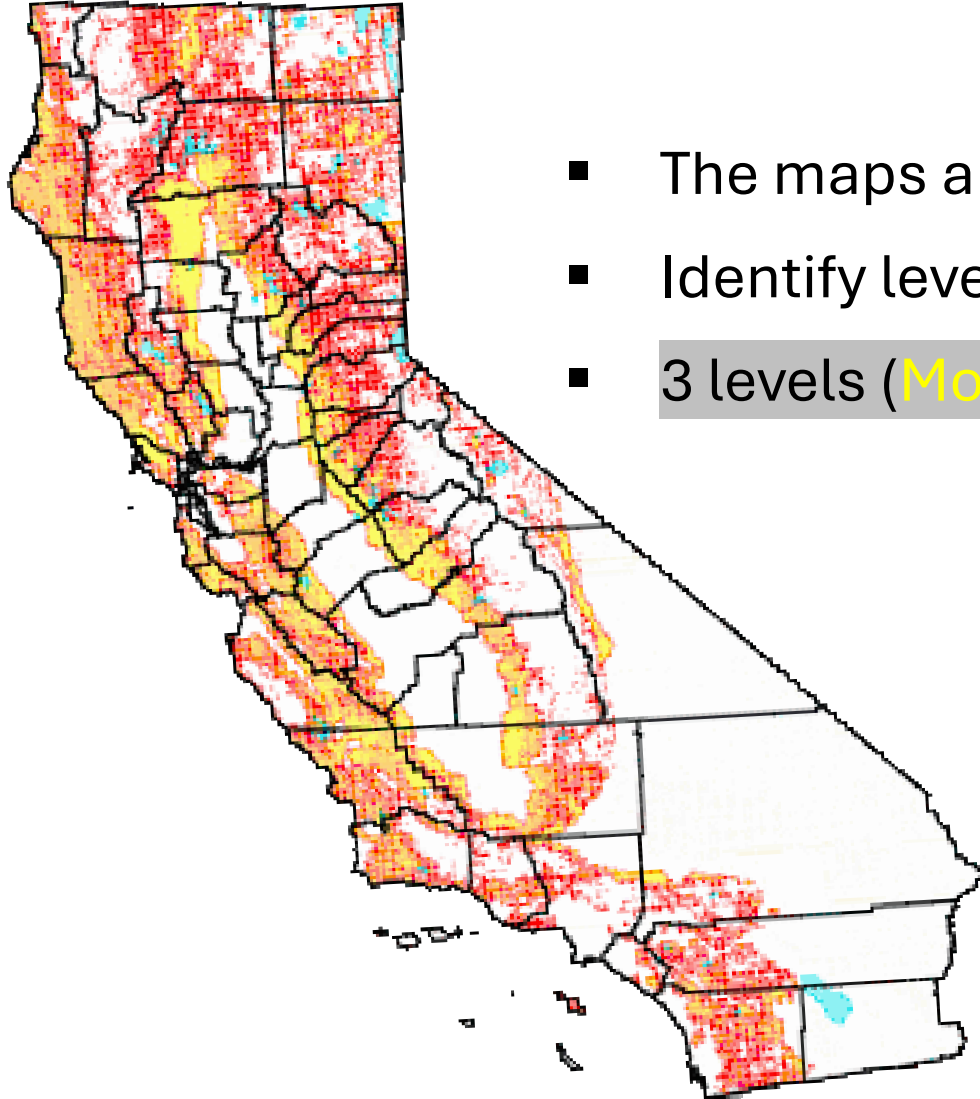 ▪ The maps a
▪ Identify leve
▪ 3 levels (Mo